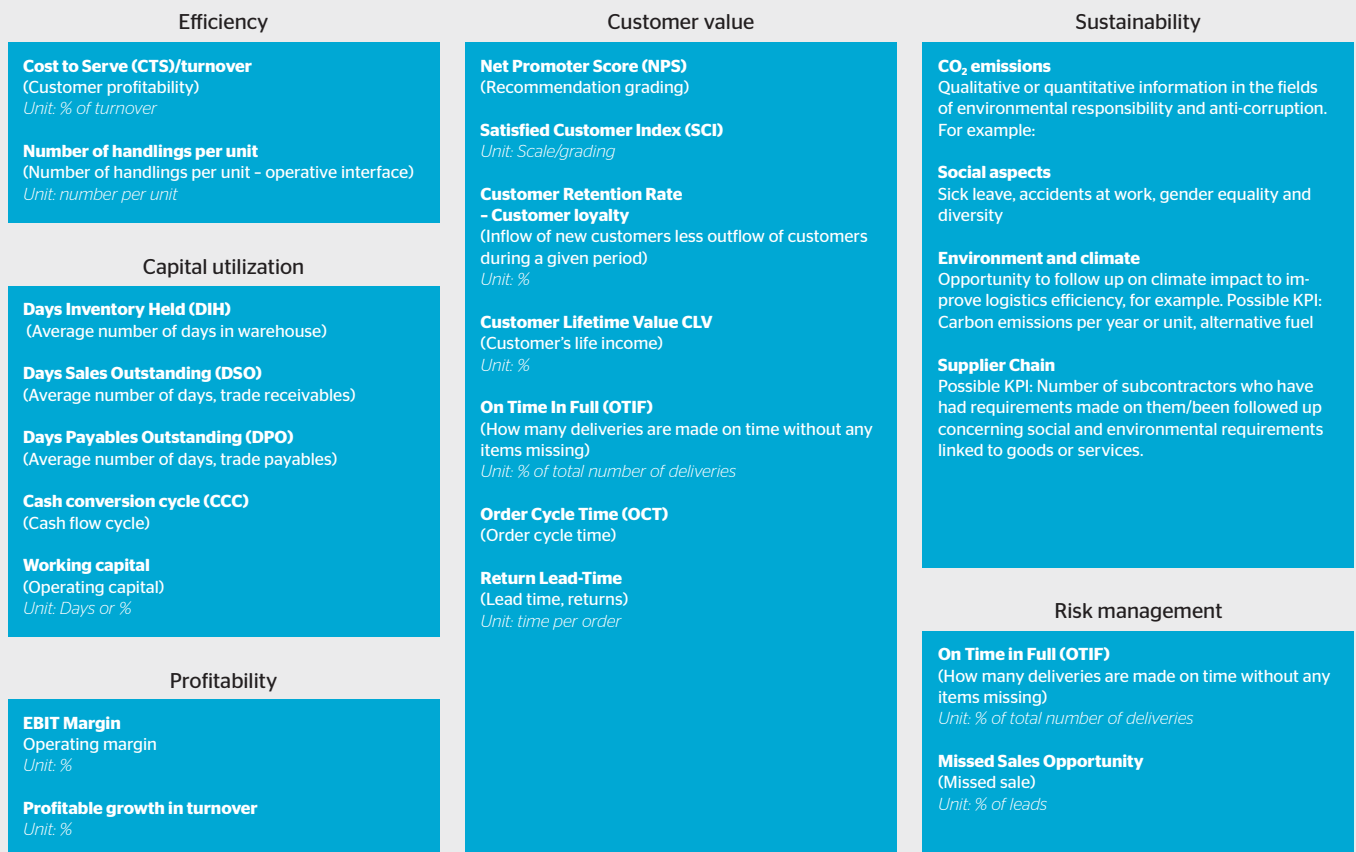 Efficiency
Cost to Serve (CTS)/turnover
(Customer profitability)
Unit: % of turnover
Number of handlings per unit
(Number of handlings per unit – operative interface)
Unit: number per unit
Capital utilization
Days Inventory Held (DIH)
(Average number of days in warehouse)
Days Sales Outstanding (DSO)
(Average number of days, trade receivables)
Days Payables Outstanding (DPO)
(Average number of days, trade payables)
Cash conversion cycle (CCC)
(Cash flow cycle)
Working capital
(Operating capital)
Unit: Days or %
Profitability
EBIT Margin
Operating margin
Unit: %
Profitable growth in turnover
Unit: %
Customer value
Net Promoter Score (NPS)
(Recommendation grading)
Satisfied Customer Index (SCI)
Unit: Scale/grading
Customer Retention Rate
– Customer loyalty
(Inflow of new customers less outflow of customers
during a given period)
Unit: %
Customer Lifetime Value CLV
(Customer's life income)
Unit: %
On Time In Full (OTIF)
(How many deliveries are made on time without any
items missing)
Unit: % of total number of deliveries
Order Cycle Time (OCT)
(Order cycle time)
Return Lead-Time
(Lead time, returns)
Unit: time per order
Sustainability
CO₂ emissions
Qualitative or quantitative information in the fields
of environmental responsibility and anti-corruption.
For example:
Social aspects
Sick leave, accidents at work, gender equality and
diversity
Environment and climate
Opportunity to follow up on climate impact to im-
prove logistics efficiency, for example. Possible KPI:
Carbon emissions per year or unit, alternative fuel
Supplier Chain
Possible KPI: Number of subcontractors who have
had requirements made on them/been followed up
concerning social and environmental requirements
linked to goods or services.
Risk management
On Time in Full (OTIF)
(How many deliveries are made on time without any
items missing)
Unit: % of total number of deliveries
Missed Sales Opportunity
(Missed sale)
Unit: % of leads